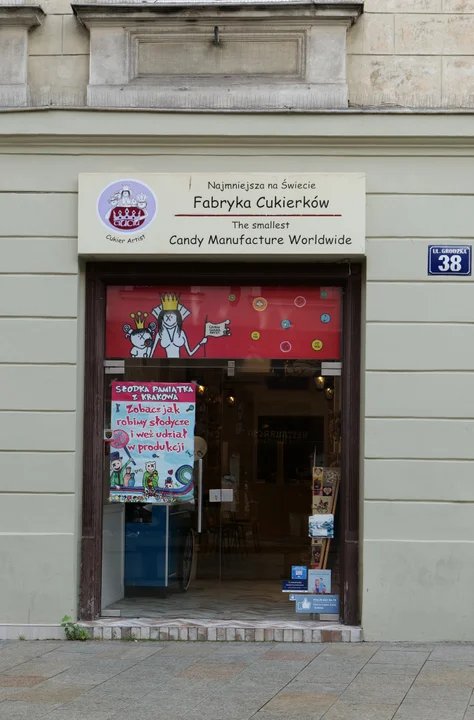 Najmniejsza na Świecie
Fabryka Cukierków
The smallest
Candy Manufacture Worldwide
Cukier Artist
UL. GRODZKA
38
SŁODKA PAMIĄTKA
Z KRAKOWA
Zobacz jak
robimy słodycze
i weź udział
w produkcji